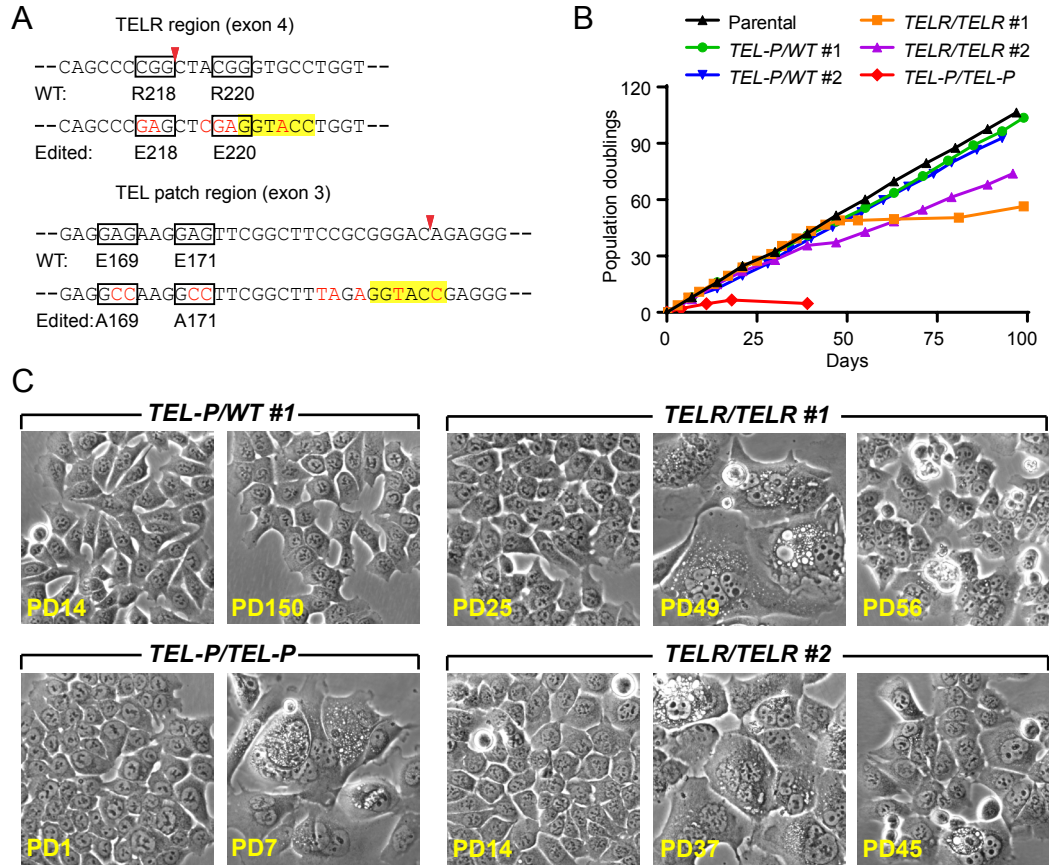 A
TELR region (exon 4)
--CAGCCCCGGCTACGGGTGCCTGGT--
WT: R218 R220
--CAGCCCGAGCTCGAGGTACCTGGT--
Edited: E218 E220
TEL patch region (exon 3)
--GAGGAGAAGGAGTTCGGCTTCCGCGGGACAGAGGG--
WT: E169 E171
--GAGGCCAAGGCCTTCGGCTTTAGAGGTACCGAGGG--
Edited: A169 A171
B
Parental
TEL-P/WT #1
TEL-P/WT #2
TELR/TELR #1
TELR/TELR #2
TEL-P/TEL-P
Population doublings
120
90
60
30
0
0 25 50 75 100
Days
C
TEL-P/WT #1
PD14 PD150
TELR/TELR #1
PD25 PD49 PD56
TEL-P/TEL-P
PD1 PD7
TELR/TELR #2
PD14 PD37 PD45